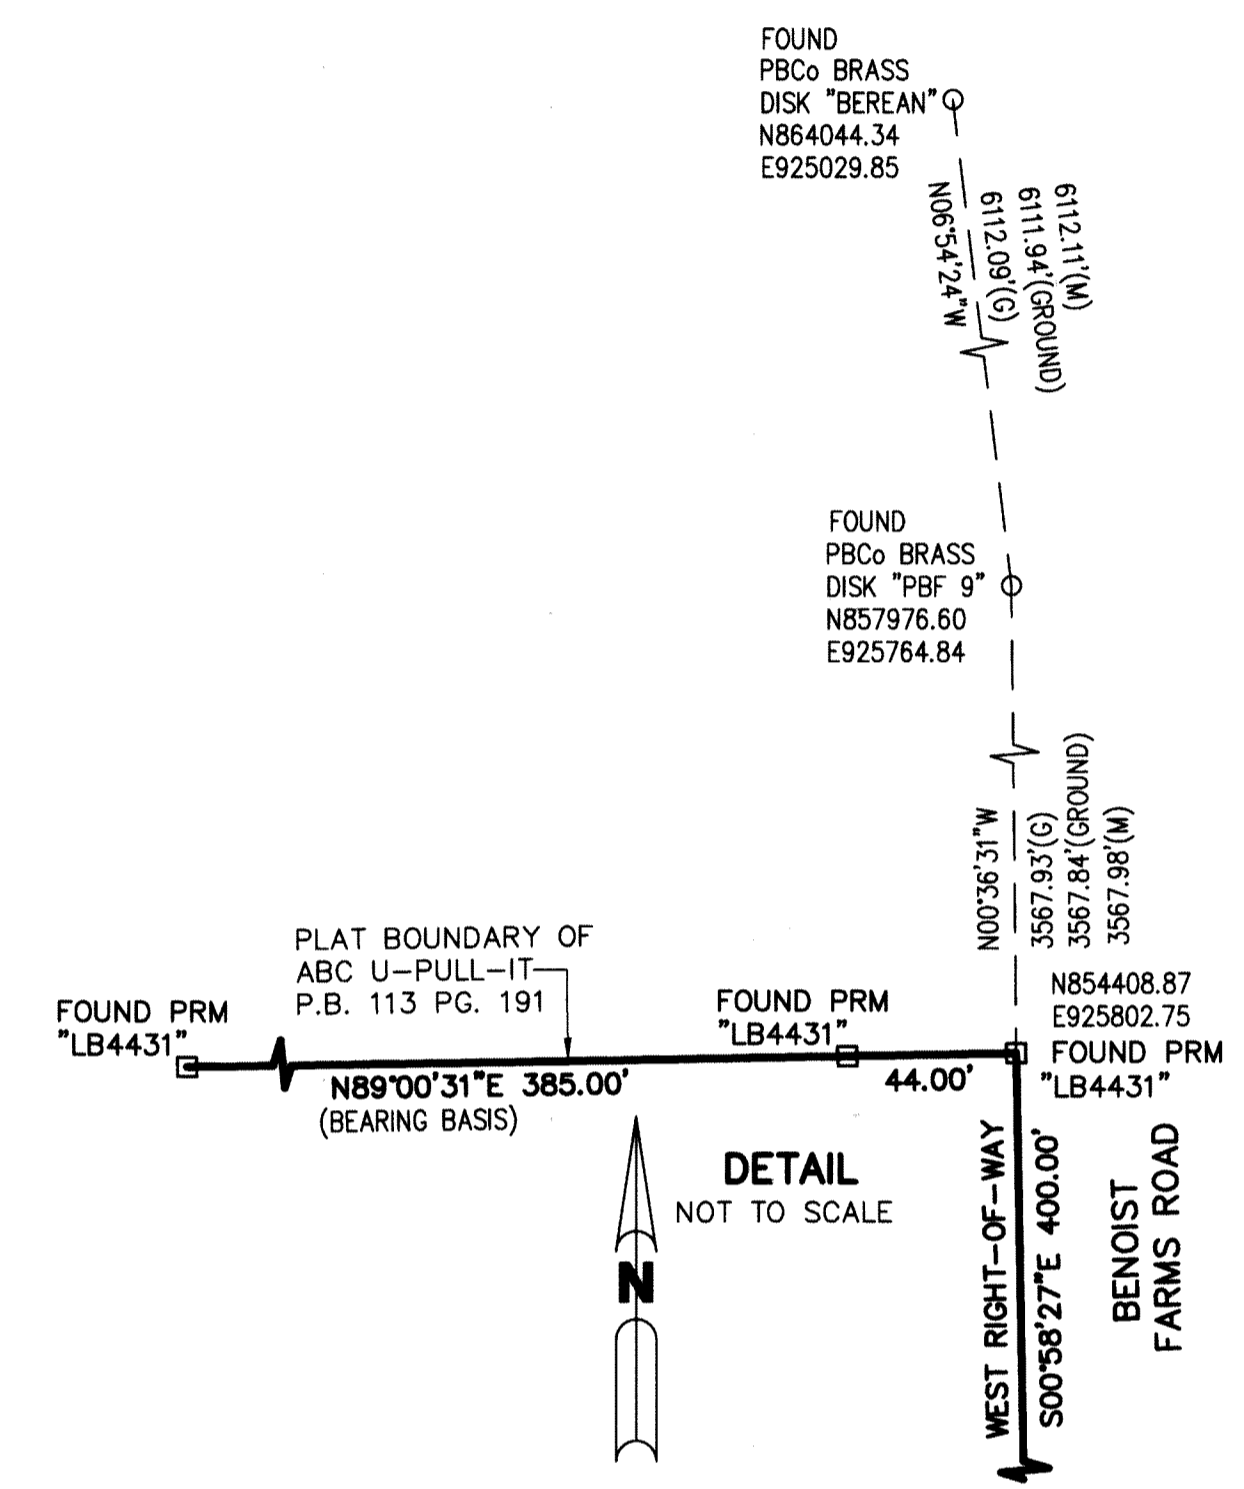 FOUND
PBCo BRASS
DISK "BEREAN"
N864044.34
E925029.85
N06°54'24"W
6112.09'(G)
6111.94'(GROUND)
6112.11'(M)
FOUND
PBCo BRASS
DISK "PBF 9"
N857976.60
E925764.84
N00°36'31"W
3567.93'(G)
3567.84'(GROUND)
3567.98'(M)
PLAT BOUNDARY OF
ABC U-PULL-IT
P.B. 113 PG. 191
FOUND PRM
"LB4431"
FOUND PRM
"LB4431"
N854408.87
E925802.75
FOUND PRM
"LB4431"
N89°00'31"E 385.00'
(BEARING BASIS)
44.00'
DETAIL
NOT TO SCALE
N
WEST RIGHT-OF-WAY
S00°58'27"E 400.00'
BENOIST
FARMS ROAD